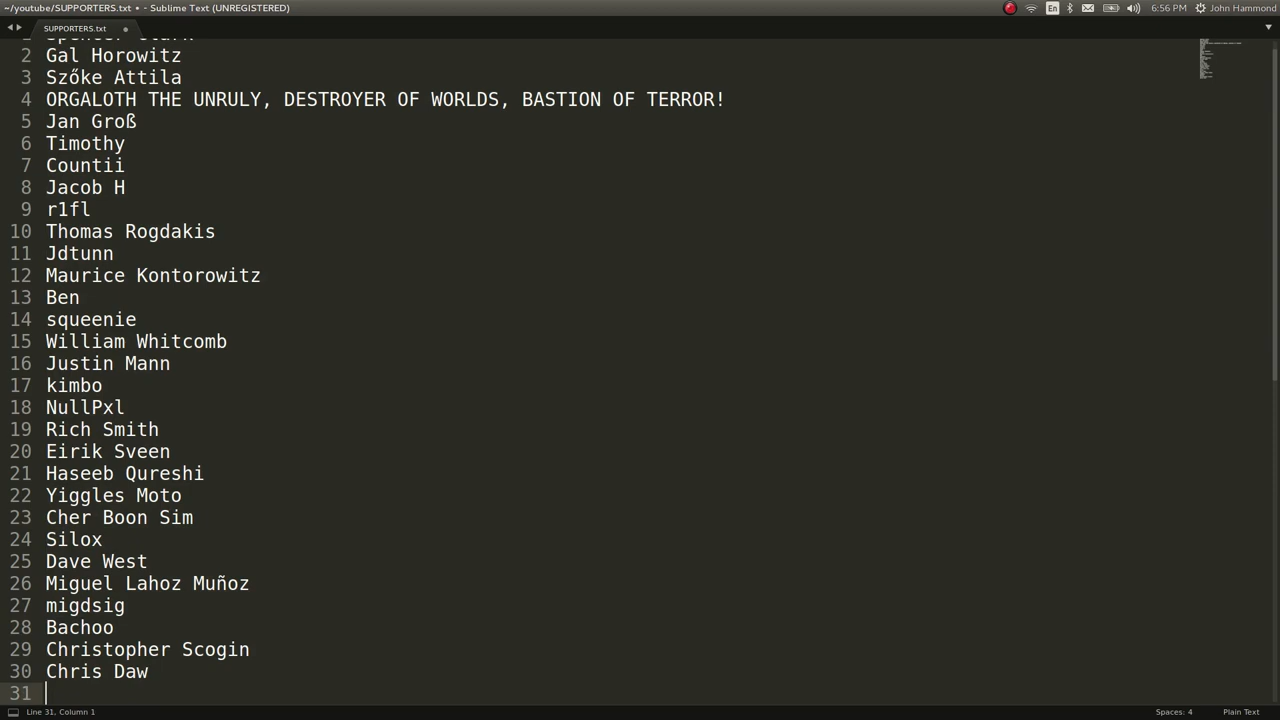 ~/youtube/SUPPORTERS.txt • - Sublime Text (UNREGISTERED)
En
6:56 PM
John Hammond
SUPPORTERS.txt
1
2 Gal Horowitz
3 Szőke Attila
4 ORGALOTH THE UNRULY, DESTROYER OF WORLDS, BASTION OF TERROR!
5 Jan Groß
6 Timothy
7 Countii
8 Jacob H
9 r1fl
10 Thomas Rogdakis
11 Jdtunn
12 Maurice Kontorowitz
13 Ben
14 squeenie
15 William Whitcomb
16 Justin Mann
17 kimbo
18 NullPxl
19 Rich Smith
20 Eirik Sveen
21 Haseeb Qureshi
22 Yiggles Moto
23 Cher Boon Sim
24 Silox
25 Dave West
26 Miguel Lahoz Muñoz
27 migdsig
28 Bachoo
29 Christopher Scogin
30 Chris Daw
31
Line 31, Column 1
Spaces: 4
Plain Text